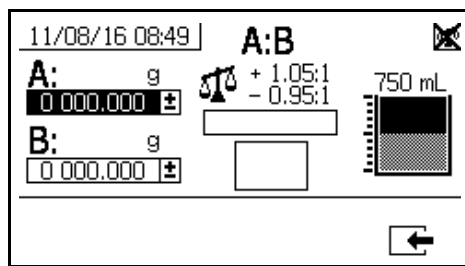 11/08/16 08:49
A:B
A: g
0 000.000 ±
+ 1.05:1
- 0.95:1
750 mL
B: g
0 000.000 ±